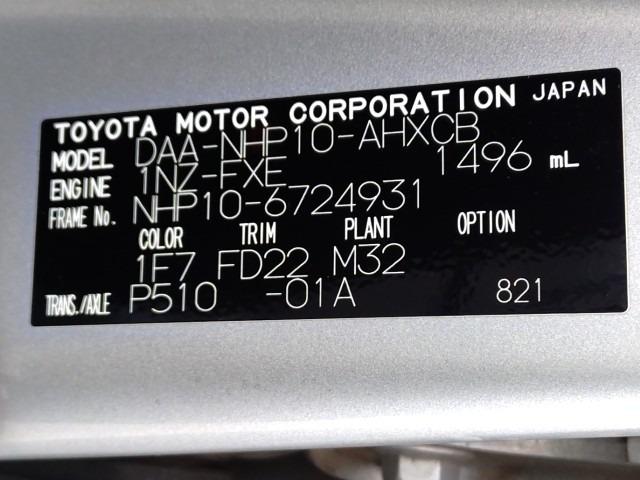 TOYOTA MOTOR CORPORATION JAPAN
MODEL DAA-NHP10-AHXCB
ENGINE 1NZ-FXE 1496 mL
FRAME No. NHP10-6724931
COLOR TRIM PLANT OPTION
1F7 FD22 M32
TRANS./AXLE P510 -01A 821